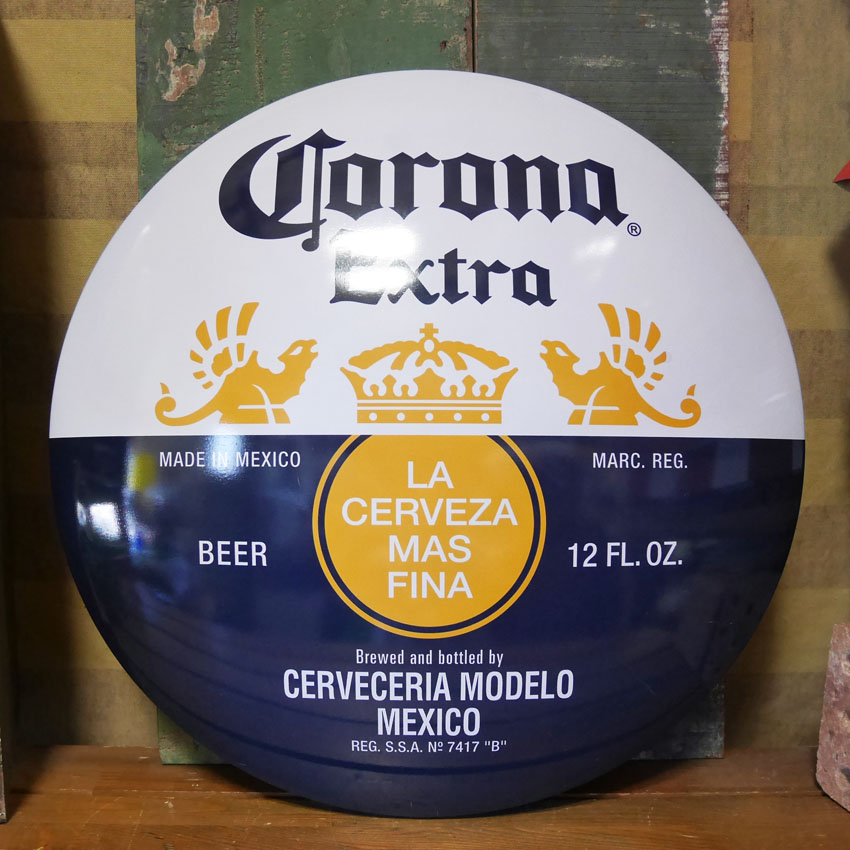 Corona®
Extra
MADE IN MEXICO
MARC. REG.
LA
CERVEZA
MAS
FINA
BEER
12 FL. OZ.
Brewed and bottled by
CERVECERIA MODELO
MEXICO
REG. S.S.A. Nº 7417 "B"